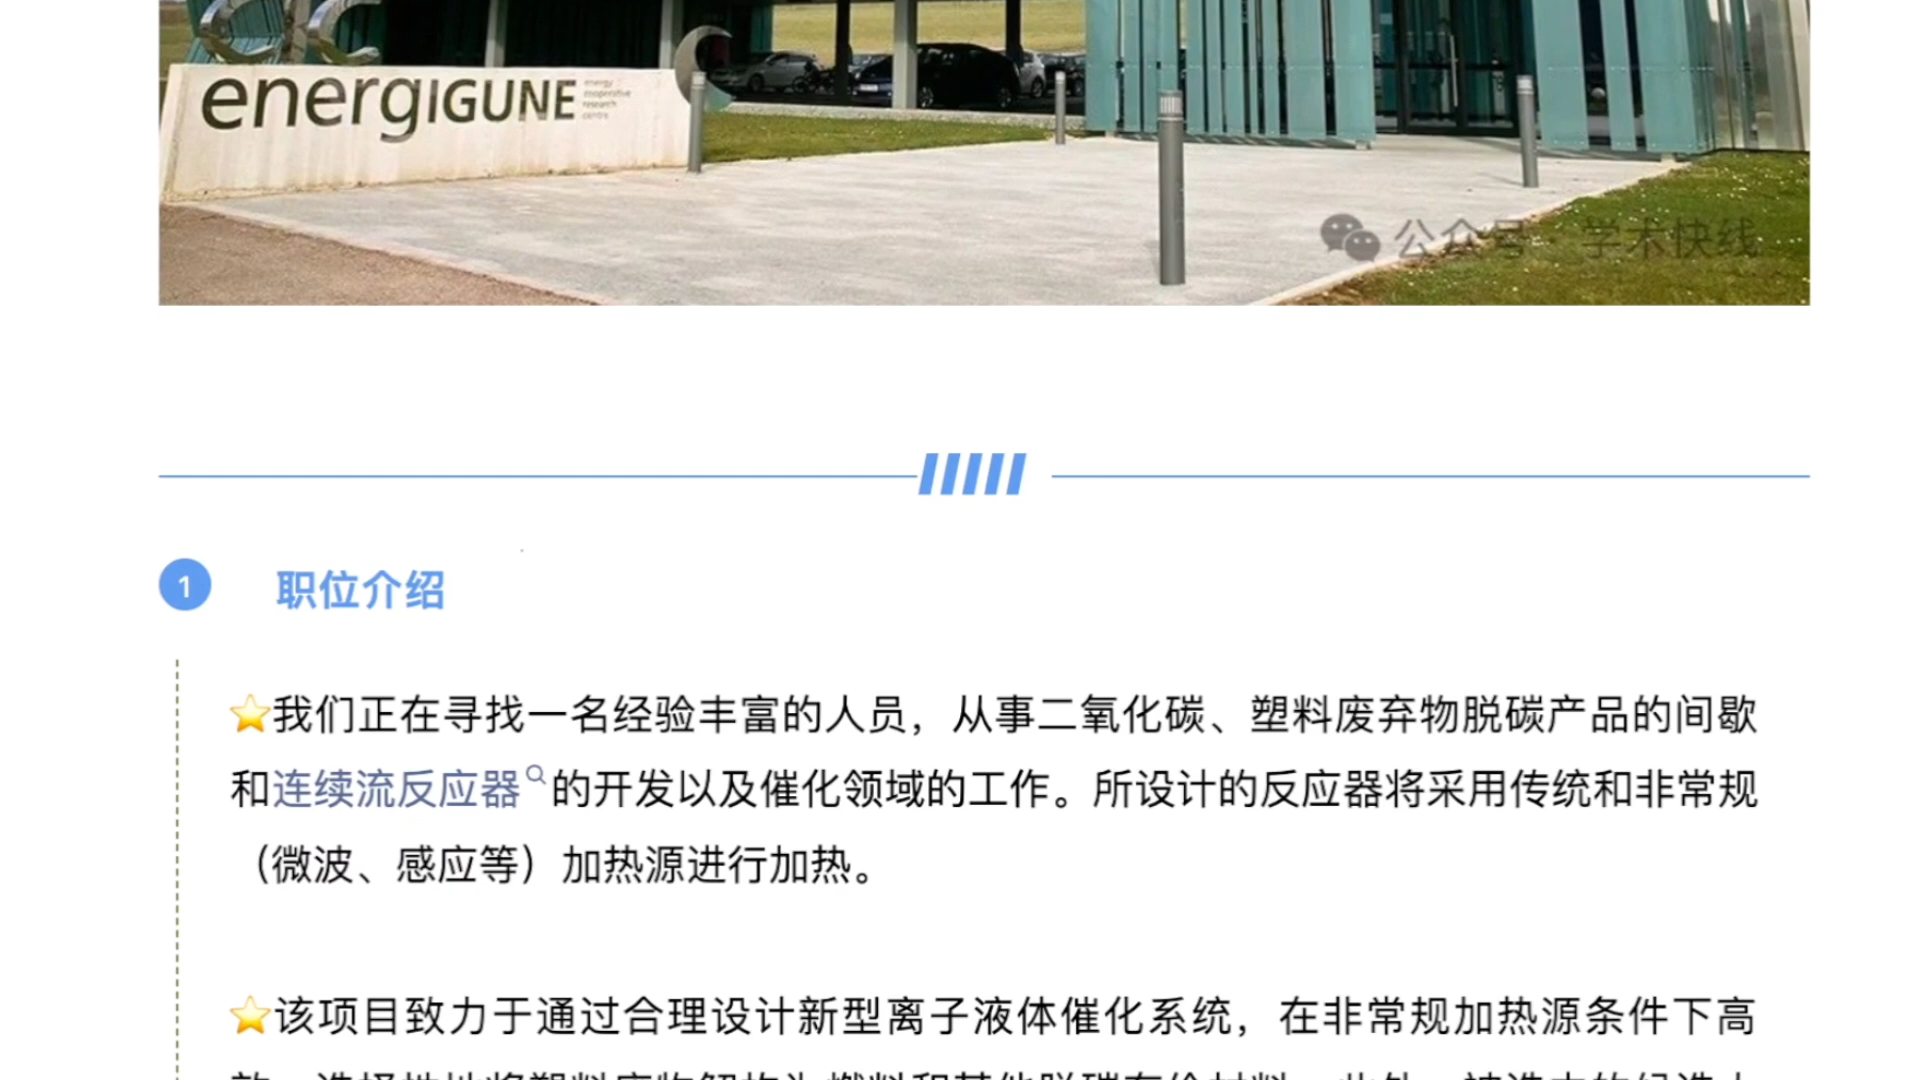 energiGUNE
energy
cooperative
research
centre
公众号 · 学术快线
1
职位介绍
⭐我们正在寻找一名经验丰富的人员，从事二氧化碳、塑料废弃物脱碳产品的间歇
和连续流反应器的开发以及催化领域的工作。所设计的反应器将采用传统和非常规
（微波、感应等）加热源进行加热。
⭐该项目致力于通过合理设计新型离子液体催化系统，在非常规加热源条件下高